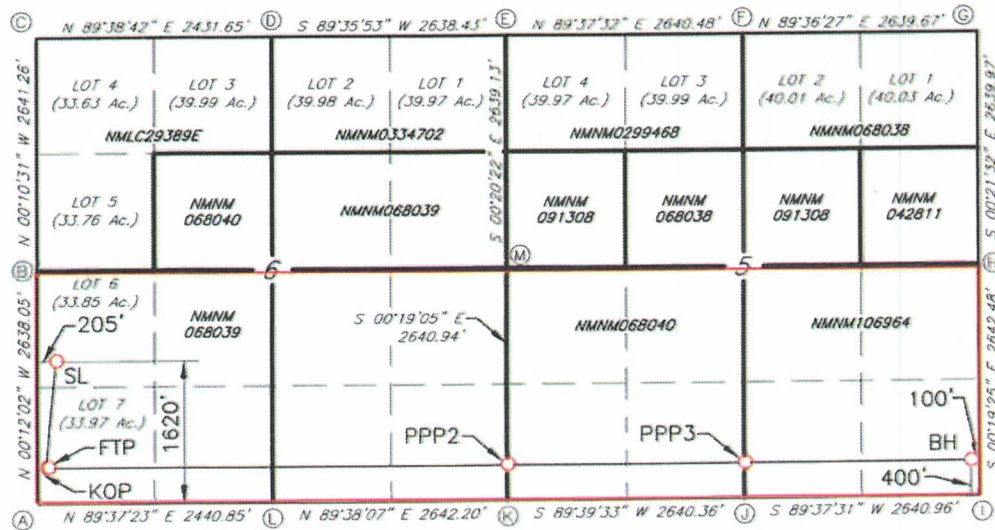 C N 89°38'42" E 2431.65' D S 89°35'53" W 2638.43' E N 89°37'32" E 2640.48' F N 89°36'27" E 2639.67' G
LOT 4
(33.63 Ac.)
LOT 3
(39.99 Ac.)
LOT 2
(39.98 Ac.)
LOT 1
(39.97 Ac.)
LOT 4
(39.97 Ac.)
LOT 3
(39.99 Ac.)
LOT 2
(40.01 Ac.)
LOT 1
(40.03 Ac.)
NMLC29389E
NMNM0334702
NMNM0299468
NMNM068038
N 00°10'31" W 2641.26'
S 00°20'22" E 2639.13'
S 00°21'32" E 2639.97'
LOT 5
(33.76 Ac.)
NMNM
068040
NMNM068039
NMNM
091308
NMNM
068038
NMNM
091308
NMNM
042811
B
6
M
5
H
LOT 6
(33.85 Ac.)
NMNM
068039
205'
SL
S 00°19'05" E
2640.94'
NMNM068040
NMNM106964
N 00°12'02" W 2638.05'
S 00°19'25" E 2642.48'
LOT 7
(33.97 Ac.)
1620'
FTP
KOP
PPP2
PPP3
100'
BH
400'
A N 89°37'23" E 2440.85' L N 89°38'07" E 2642.20' K S 89°39'33" W 2640.36' J S 89°37'31" W 2640.96' I